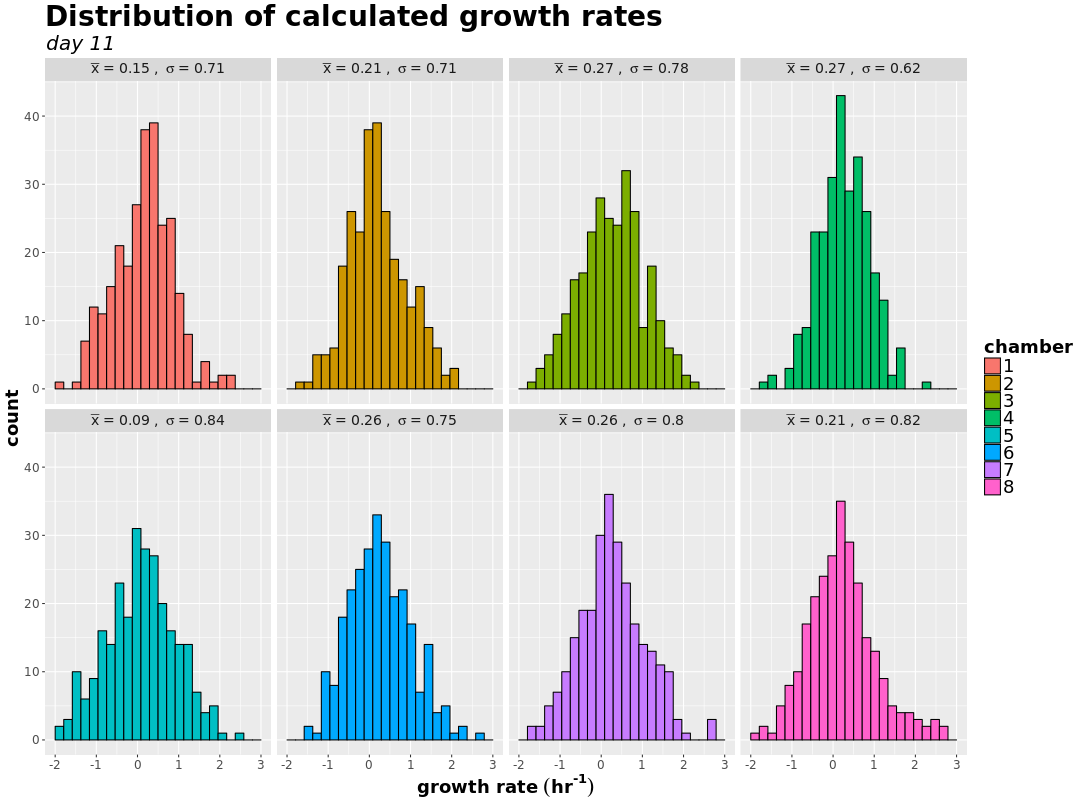 Distribution of calculated growth rates
day 11
x̅ = 0.15 , σ = 0.71
x̅ = 0.21 , σ = 0.71
x̅ = 0.27 , σ = 0.78
x̅ = 0.27 , σ = 0.62
40
30
20
10
0
x̅ = 0.09 , σ = 0.84
x̅ = 0.26 , σ = 0.75
x̅ = 0.26 , σ = 0.8
x̅ = 0.21 , σ = 0.82
40
30
20
10
0
-2 -1 0 1 2 3
-2 -1 0 1 2 3
-2 -1 0 1 2 3
-2 -1 0 1 2 3
growth rate (hr⁻¹)
count
chamber
1
2
3
4
5
6
7
8